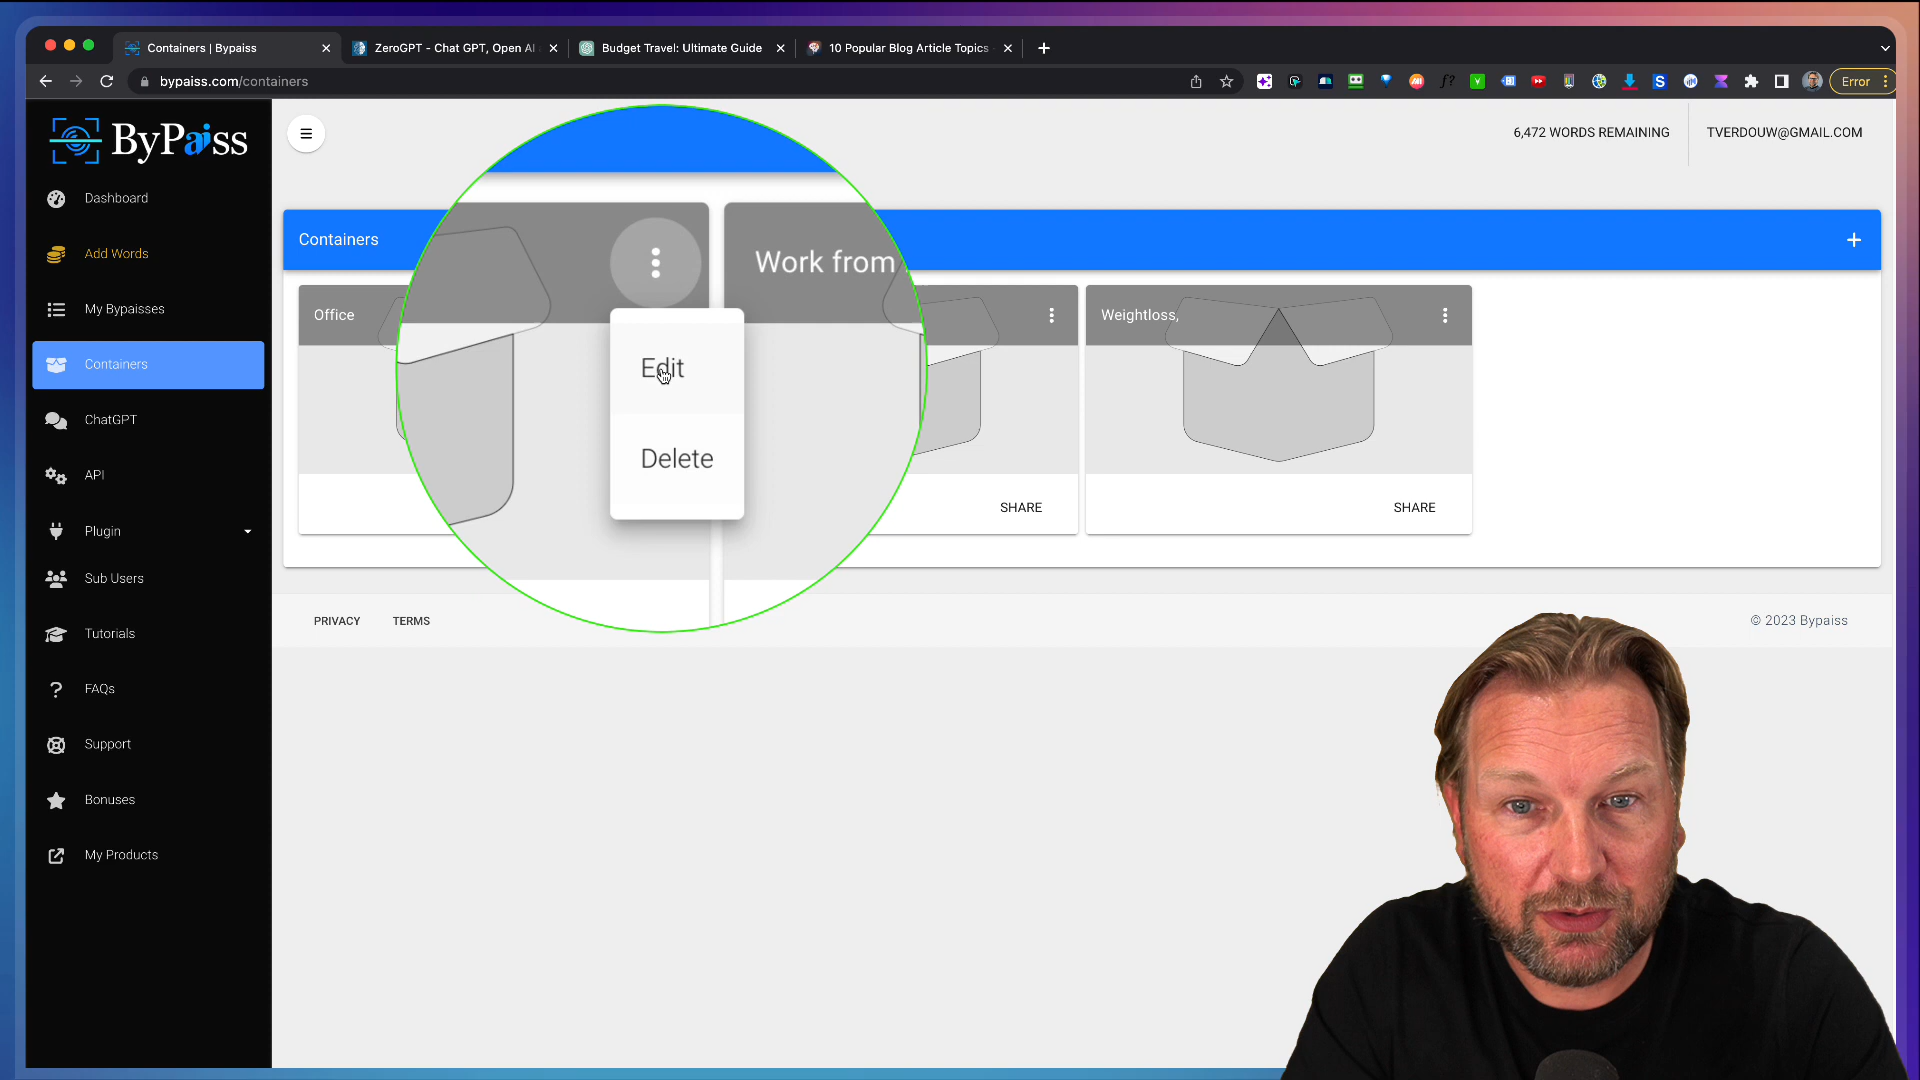 Containers | Bypaiss
ZeroGPT - Chat GPT, Open AI
Budget Travel: Ultimate Guide
10 Popular Blog Article Topics
bypaiss.com/containers
Error
ByPaiss
6,472 WORDS REMAINING
TVERDOUW@GMAIL.COM
Dashboard
Add Words
My Bypaisses
Containers
ChatGPT
API
Plugin
Sub Users
Tutorials
FAQs
Support
Bonuses
My Products
Containers
Office
Work from
Weightloss,
Edit
Delete
SHARE
SHARE
PRIVACY
TERMS
© 2023 Bypaiss